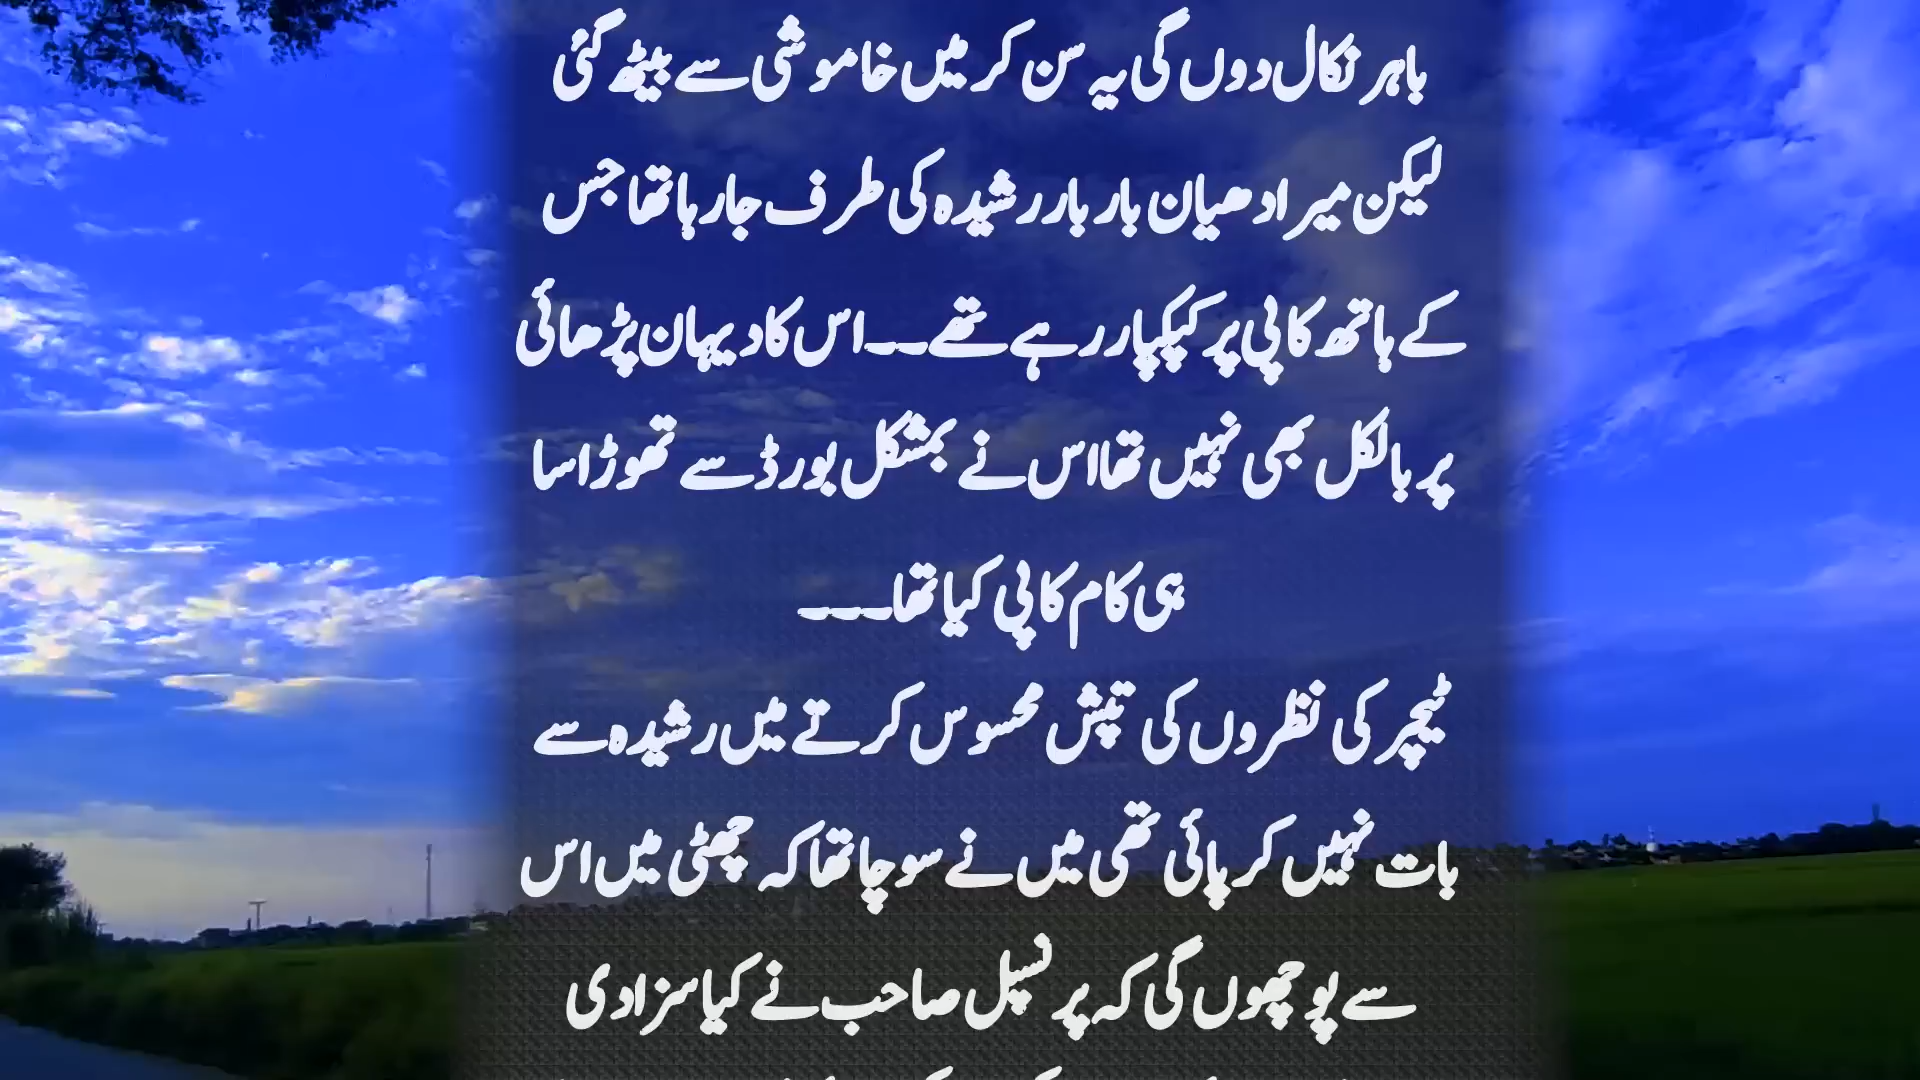 باہر نکال دوں گی یہ سن کر میں خاموشی سے بیٹھ گئی
لیکن میرا دھیان بار بار رشیدہ کی طرف جا رہا تھا جس
کے ہاتھ کاپی پر کپکپار رہے تھے۔۔اس کا دیہان پڑھائی
پر بالکل بھی نہیں تھا اس نے بمشکل بورڈ سے تھوڑا سا
ہی کام کاپی کیا تھا۔۔۔
ٹیچر کی نظروں کی تپش محسوس کرتے میں رشیدہ سے
بات نہیں کر پائی تھی میں نے سوچا تھا کہ چھٹی میں اس
سے پوچھوں گی کہ پرنسپل صاحب نے کیا سزا دی